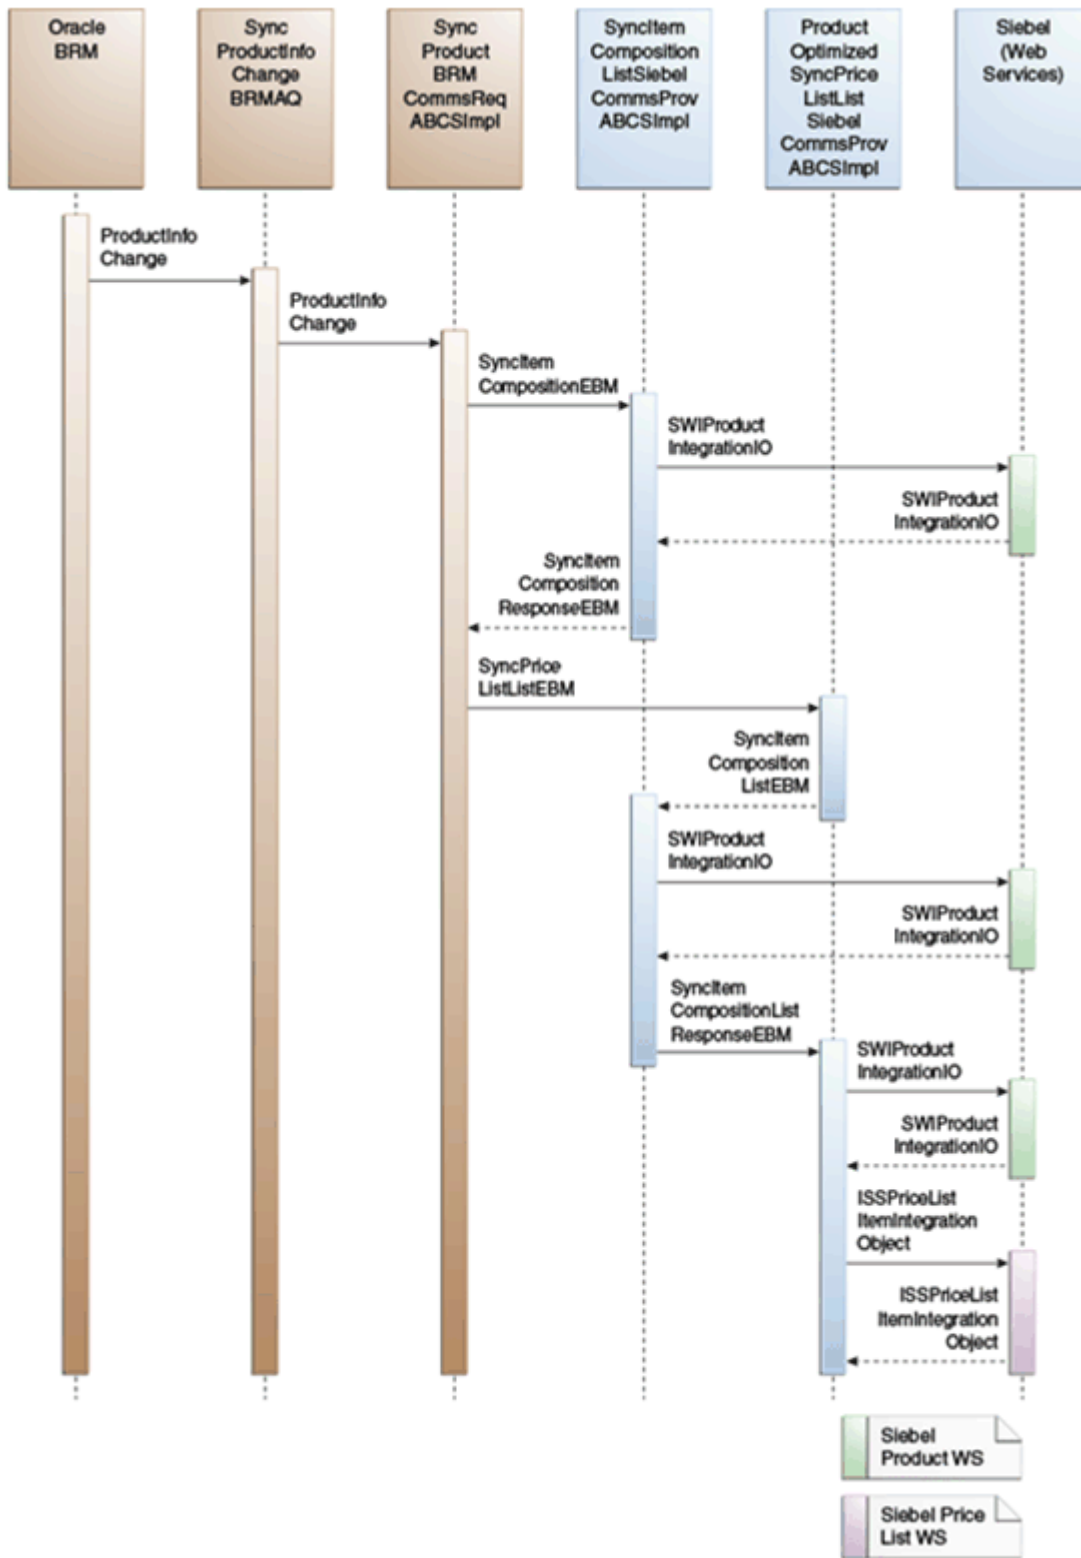 Oracle
BRM
Sync
ProductInfo
Change
BRMAQ
Sync
Product
BRM
CommsReq
ABCSImpl
SyncItem
Composition
ListSiebel
CommsProv
ABCSImpl
Product
Optimized
SyncPrice
ListList
Siebel
CommsProv
ABCSImpl
Siebel
(Web
Services)
ProductInfo
Change
ProductInfo
Change
SyncItem
CompositionEBM
SWIProduct
IntegrationIO
SWIProduct
IntegrationIO
SyncItem
Composition
ResponseEBM
SyncPrice
ListListEBM
SyncItem
Composition
ListEBM
SWIProduct
IntegrationIO
SWIProduct
IntegrationIO
SyncItem
CompositionList
ResponseEBM
SWIProduct
IntegrationIO
SWIProduct
IntegrationIO
ISSPriceList
ItemIntegration
Object
ISSPriceList
ItemIntegration
Object
Siebel
Product WS
Siebel Price
List WS